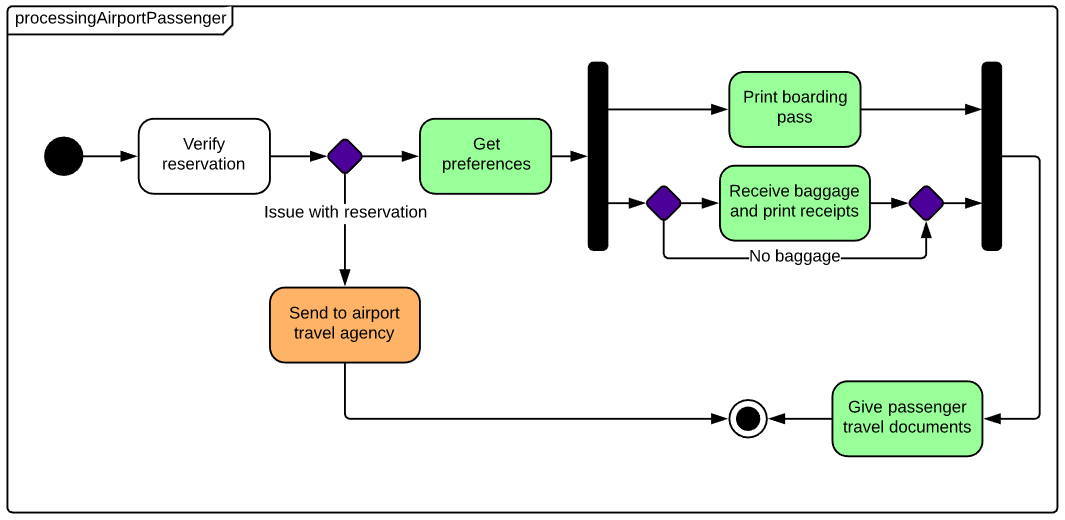 processingAirportPassenger
Verify
reservation
Get
preferences
Print boarding
pass
Receive baggage
and print receipts
Issue with reservation
No baggage
Send to airport
travel agency
Give passenger
travel documents